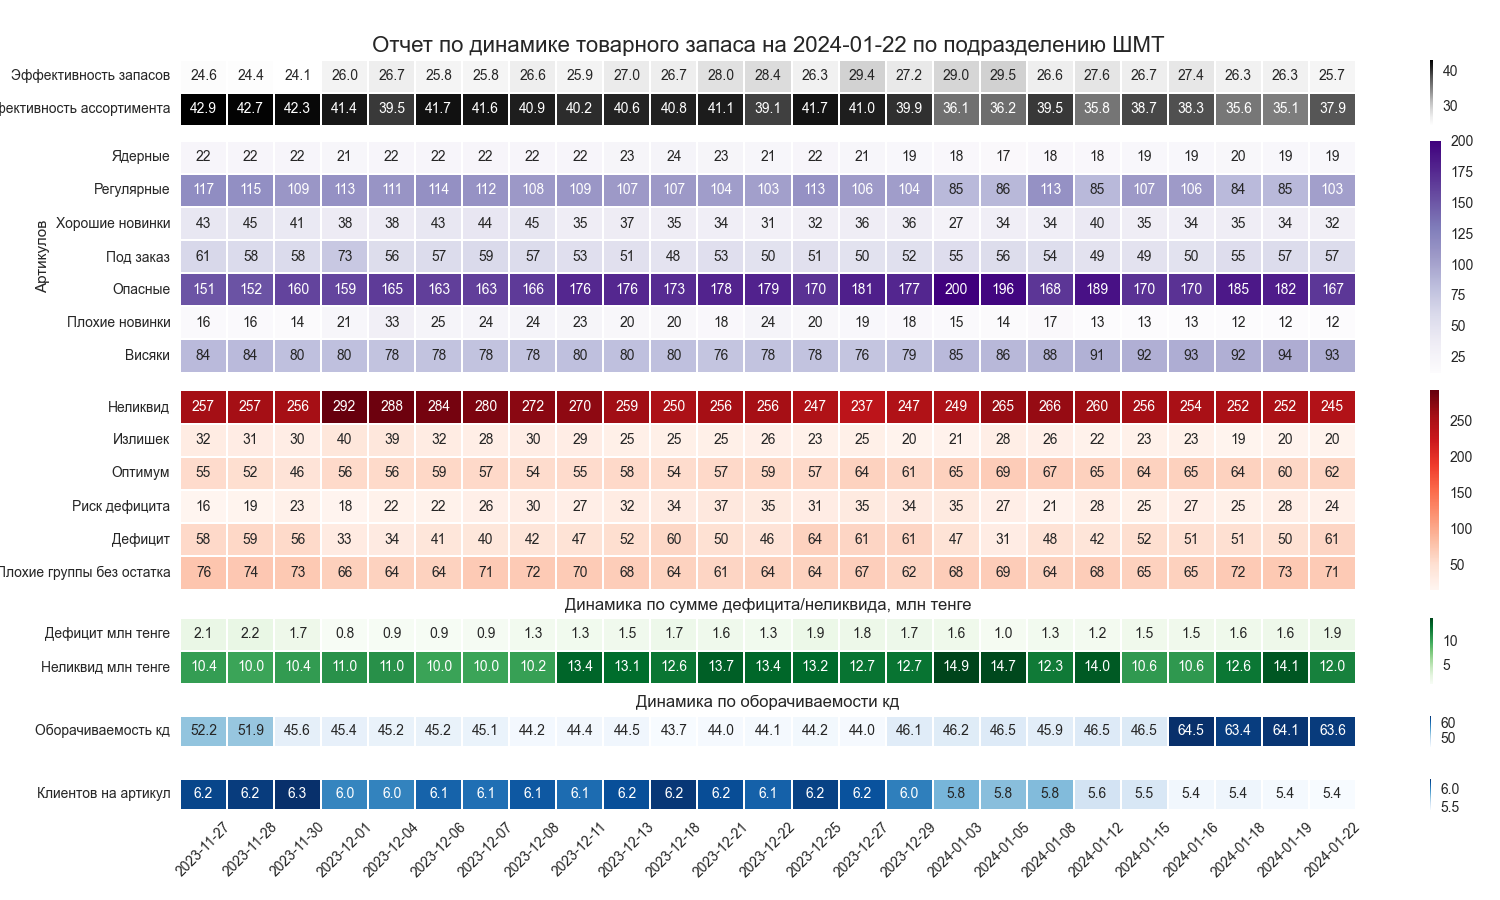 Отчет по динамике товарного запаса на 2024-01-22 по подразделению ШМТ
Эффективность запасов 24.6 24.4 24.1 26.0 26.7 25.8 25.8 26.6 25.9 27.0 26.7 28.0 28.4 26.3 29.4 27.2 29.0 29.5 26.6 27.6 26.7 27.4 26.3 26.3 25.7
фективность ассортимента 42.9 42.7 42.3 41.4 39.5 41.7 41.6 40.9 40.2 40.6 40.8 41.1 39.1 41.7 41.0 39.9 36.1 36.2 39.5 35.8 38.7 38.3 35.6 35.1 37.9
40
30
Артикулов
Ядерные 22 22 22 21 22 22 22 22 22 23 24 23 21 22 21 19 18 17 18 18 19 19 20 19 19
Регулярные 117 115 109 113 111 114 112 108 109 107 107 104 103 113 106 104 85 86 113 85 107 106 84 85 103
Хорошие новинки 43 45 41 38 38 43 44 45 35 37 35 34 31 32 36 36 27 34 34 40 35 34 35 34 32
Под заказ 61 58 58 73 56 57 59 57 53 51 48 53 50 51 50 52 55 56 54 49 49 50 55 57 57
Опасные 151 152 160 159 165 163 163 166 176 176 173 178 179 170 181 177 200 196 168 189 170 170 185 182 167
Плохие новинки 16 16 14 21 33 25 24 24 23 20 20 18 24 20 19 18 15 14 17 13 13 13 12 12 12
Висяки 84 84 80 80 78 78 78 78 80 80 80 76 78 78 76 79 85 86 88 91 92 93 92 94 93
200
175
150
125
100
75
50
25
Неликвид 257 257 256 292 288 284 280 272 270 259 250 256 256 247 237 247 249 265 266 260 256 254 252 252 245
Излишек 32 31 30 40 39 32 28 30 29 25 25 25 26 23 25 20 21 28 26 22 23 23 19 20 20
Оптимум 55 52 46 56 56 59 57 54 55 58 54 57 59 57 64 61 65 69 67 65 64 65 64 60 62
Риск дефицита 16 19 23 18 22 22 26 30 27 32 34 37 35 31 35 34 35 27 21 28 25 27 25 28 24
Дефицит 58 59 56 33 34 41 40 42 47 52 60 50 46 64 61 61 47 31 48 42 52 51 51 50 61
Плохие группы без остатка 76 74 73 66 64 64 71 72 70 68 64 61 64 64 67 62 68 69 64 68 65 65 72 73 71
250
200
150
100
50
Динамика по сумме дефицита/неликвида, млн тенге
Дефицит млн тенге 2.1 2.2 1.7 0.8 0.9 0.9 0.9 1.3 1.3 1.5 1.7 1.6 1.3 1.9 1.8 1.7 1.6 1.0 1.3 1.2 1.5 1.5 1.6 1.6 1.9
Неликвид млн тенге 10.4 10.0 10.4 11.0 11.0 10.0 10.0 10.2 13.4 13.1 12.6 13.7 13.4 13.2 12.7 12.7 14.9 14.7 12.3 14.0 10.6 10.6 12.6 14.1 12.0
10
5
Динамика по оборачиваемости кд
Оборачиваемость кд 52.2 51.9 45.6 45.4 45.2 45.2 45.1 44.2 44.4 44.5 43.7 44.0 44.1 44.2 44.0 46.1 46.2 46.5 45.9 46.5 46.5 64.5 63.4 64.1 63.6
60
50
Клиентов на артикул 6.2 6.2 6.3 6.0 6.0 6.1 6.1 6.1 6.1 6.2 6.2 6.2 6.1 6.2 6.2 6.0 5.8 5.8 5.8 5.6 5.5 5.4 5.4 5.4 5.4
6.0
5.5
2023-11-27 2023-11-28 2023-11-30 2023-12-01 2023-12-04 2023-12-06 2023-12-07 2023-12-08 2023-12-11 2023-12-13 2023-12-18 2023-12-21 2023-12-22 2023-12-25 2023-12-27 2023-12-29 2024-01-03 2024-01-05 2024-01-08 2024-01-12 2024-01-15 2024-01-16 2024-01-18 2024-01-19 2024-01-22